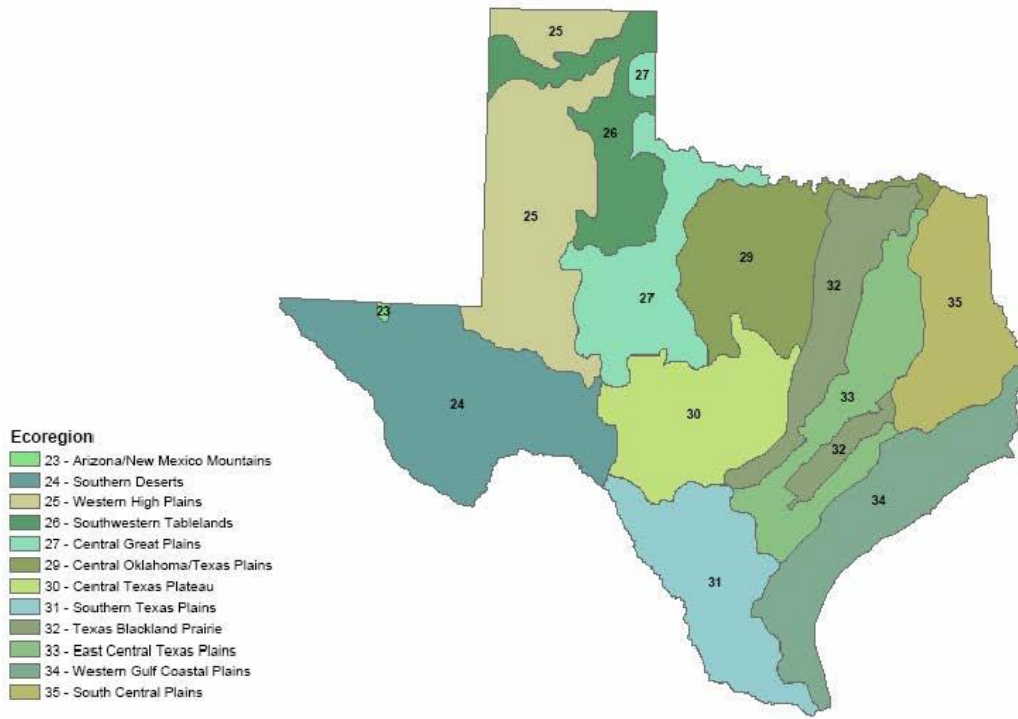 25
27
26
25
29
32
27
35
23
24
33
30
32
34
31
Ecoregion
23 - Arizona/New Mexico Mountains
24 - Southern Deserts
25 - Western High Plains
26 - Southwestern Tablelands
27 - Central Great Plains
29 - Central Oklahoma/Texas Plains
30 - Central Texas Plateau
31 - Southern Texas Plains
32 - Texas Blackland Prairie
33 - East Central Texas Plains
34 - Western Gulf Coastal Plains
35 - South Central Plains